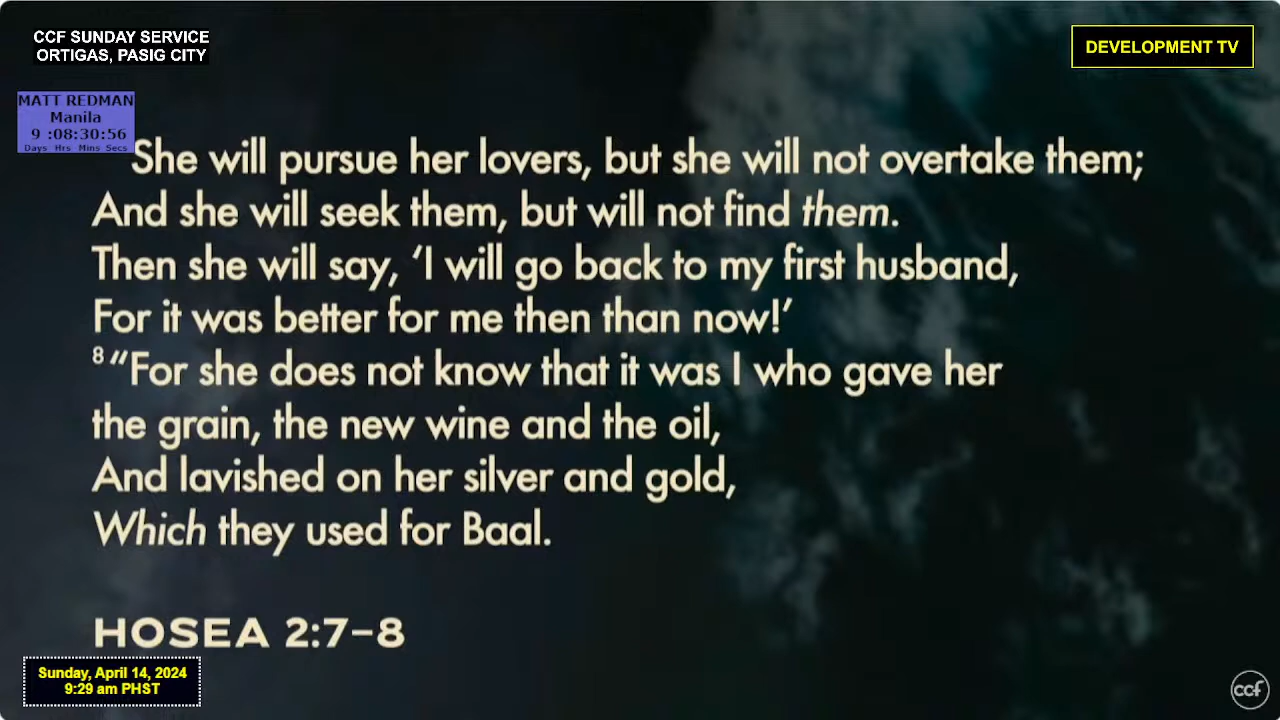 CCF SUNDAY SERVICE
ORTIGAS, PASIG CITY
DEVELOPMENT TV
MATT REDMAN
Manila
9 :08:30:56
Days Hrs Mins Secs
She will pursue her lovers, but she will not overtake them;
And she will seek them, but will not find them.
Then she will say, ‘I will go back to my first husband,
For it was better for me then than now!’
8 “For she does not know that it was I who gave her
the grain, the new wine and the oil,
And lavished on her silver and gold,
Which they used for Baal.
HOSEA 2:7–8
Sunday, April 14, 2024
9:29 am PHST
ccf